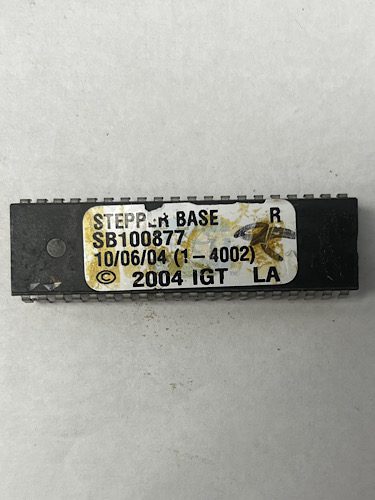 STEPPER BASE R
SB100877
10/06/04 (1-4002)
© 2004 IGT LA